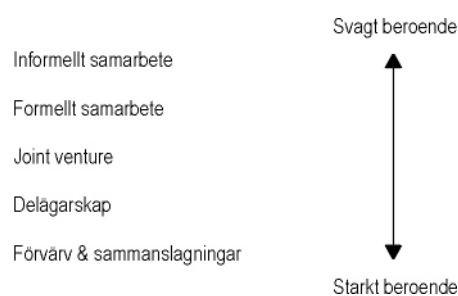 Svagt beroende
Informellt samarbete
Formellt samarbete
Joint venture
Delägarskap
Förvärv & sammanslagningar
Starkt beroende